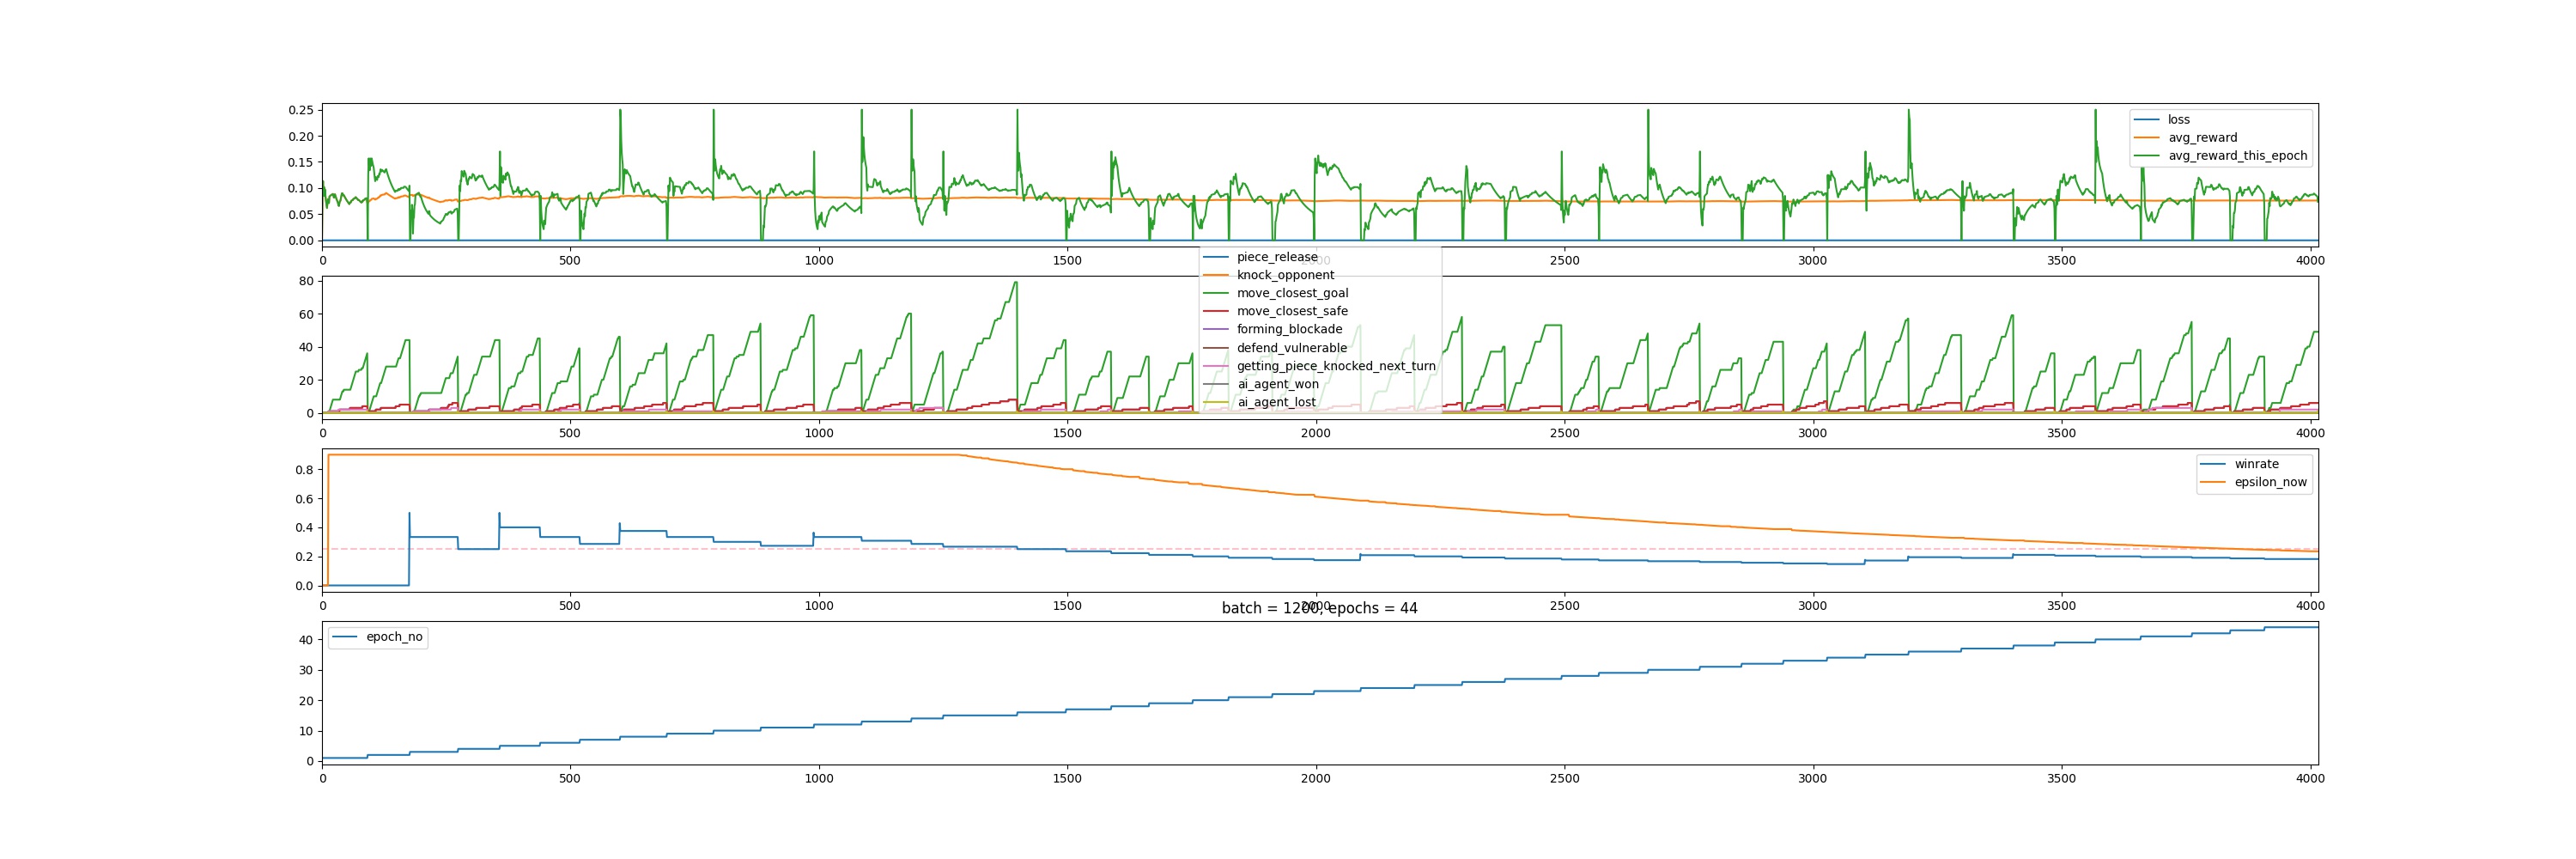 0.25
0.20
0.15
0.10
0.05
0.00
loss
avg_reward
avg_reward_this_epoch
0 500 1000 1500 2000 2500 3000 3500 4000
80
60
40
20
0
piece_release
knock_opponent
move_closest_goal
move_closest_safe
forming_blockade
defend_vulnerable
getting_piece_knocked_next_turn
ai_agent_won
ai_agent_lost
0 500 1000 1500 2000 2500 3000 3500 4000
0.8
0.6
0.4
0.2
0.0
winrate
epsilon_now
0 500 1000 1500 2000 2500 3000 3500 4000
batch = 1200, epochs = 44
40
30
20
10
0
epoch_no
0 500 1000 1500 2000 2500 3000 3500 4000